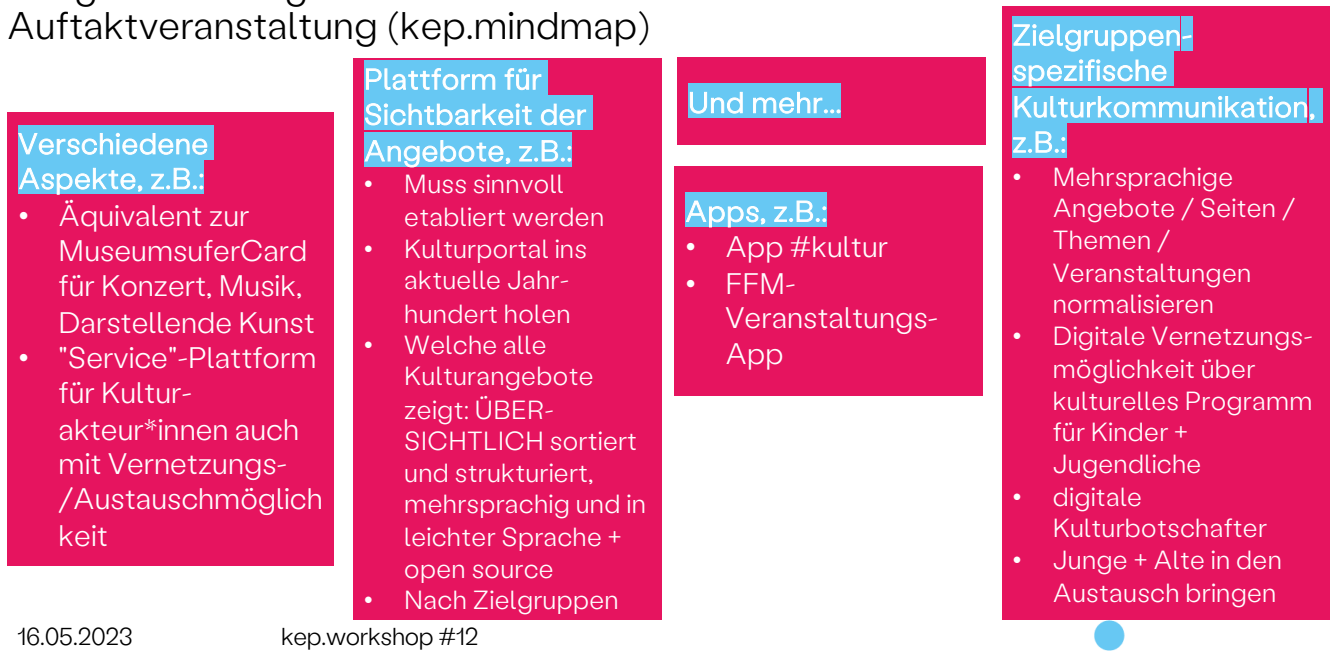 Auftaktveranstaltung (kep.mindmap)
Verschiedene
Aspekte, z.B.:
• Äquivalent zur
MuseumsuferCard
für Konzert, Musik,
Darstellende Kunst
• "Service"-Plattform
für Kultur-
akteur*innen auch
mit Vernetzungs-
/Austauschmöglich
keit
Plattform für
Sichtbarkeit der
Angebote, z.B.:
• Muss sinnvoll
etabliert werden
• Kulturportal ins
aktuelle Jahr-
hundert holen
• Welche alle
Kulturangebote
zeigt: ÜBER-
SICHTLICH sortiert
und strukturiert,
mehrsprachig und in
leichter Sprache +
open source
• Nach Zielgruppen
Und mehr...
Apps, z.B.:
• App #kultur
• FFM-
Veranstaltungs-
App
Zielgruppen-
spezifische
Kulturkommunikation,
z.B.:
• Mehrsprachige
Angebote / Seiten /
Themen /
Veranstaltungen
normalisieren
• Digitale Vernetzungs-
möglichkeit über
kulturelles Programm
für Kinder +
Jugendliche
• digitale
Kulturbotschafter
• Junge + Alte in den
Austausch bringen
16.05.2023
kep.workshop #12